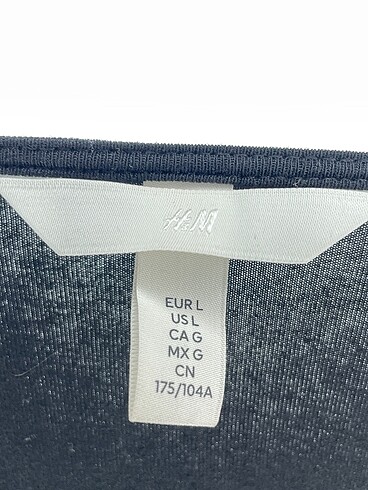 H&M
EUR L
US L
CA G
MX G
CN
175/104A